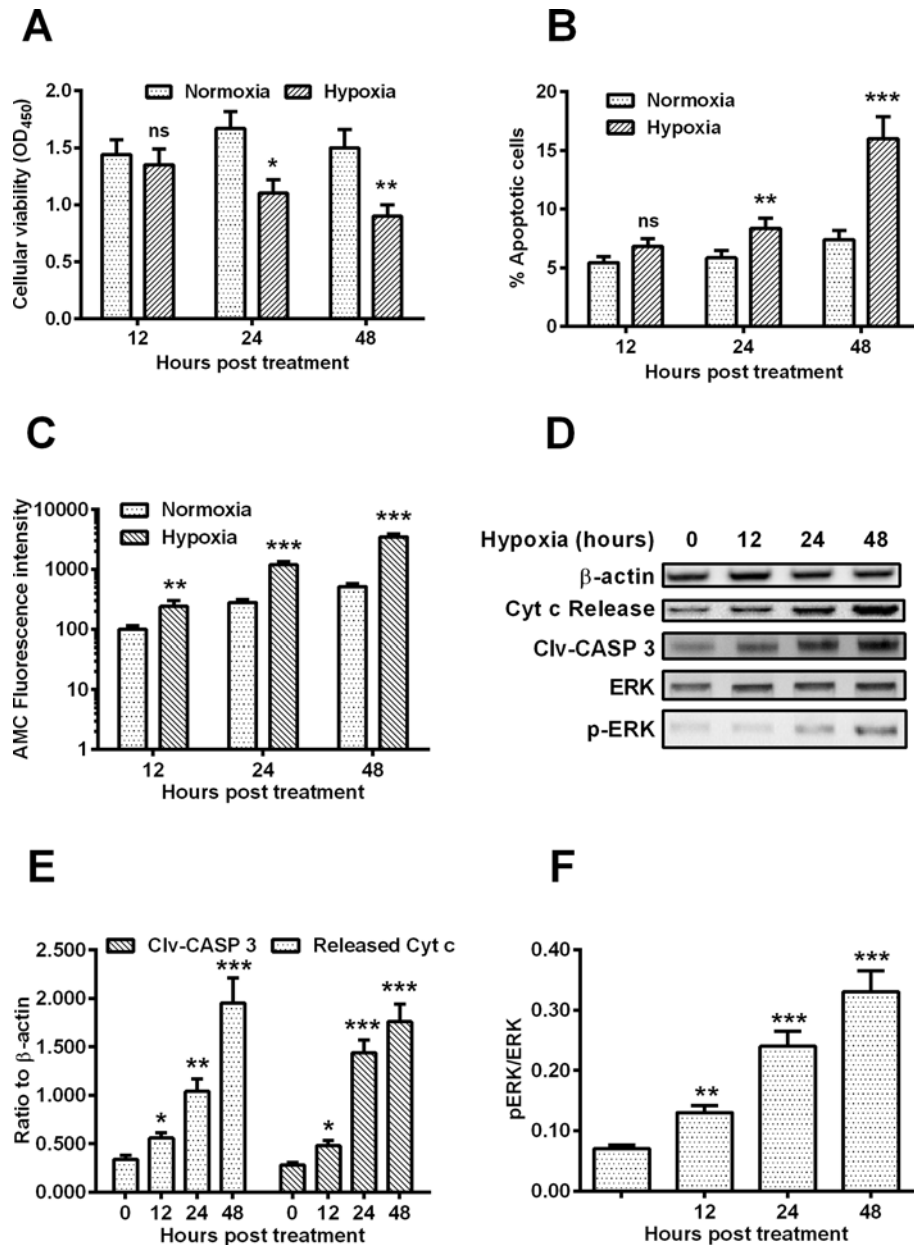 A
Normoxia Hypoxia
Cellular viability (OD450)
2.0
1.5
1.0
0.5
0.0
ns
*
**
12 24 48
Hours post treatment
B
Normoxia
Hypoxia
% Apoptotic cells
20
15
10
5
0
ns
**
***
12 24 48
Hours post treatment
C
Normoxia
Hypoxia
AMC Fluorescence intensity
10000
1000
100
10
1
**
***
***
12 24 48
Hours post treatment
D
Hypoxia (hours) 0 12 24 48
β-actin
Cyt c Release
Clv-CASP 3
ERK
p-ERK
E
Clv-CASP 3 Released Cyt c
Ratio to β-actin
2.500
2.000
1.500
1.000
0.500
0.000
*
**
***
*
***
***
0 12 24 48 0 12 24 48
Hours post treatment
F
pERK/ERK
0.40
0.30
0.20
0.10
0.00
**
***
***
12 24 48
Hours post treatment